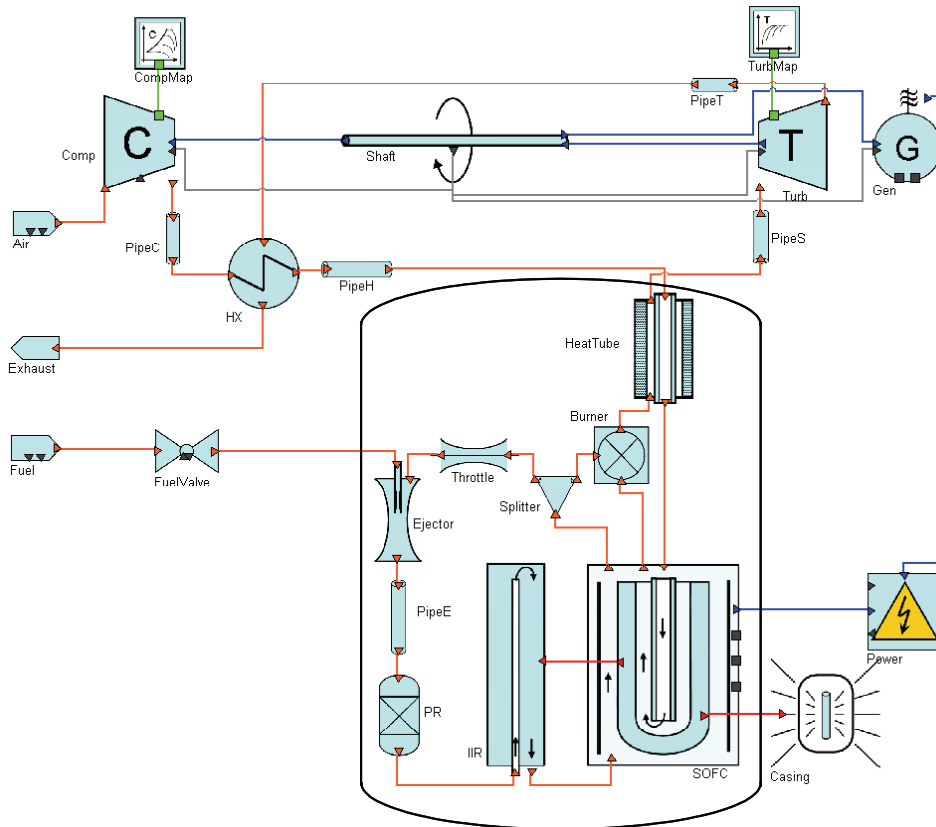 C
T
CompMap
TurbMap
PipeT
C
T
G
Comp
Shaft
Turb
Gen
Air
PipeC
PipeS
PipeH
HX
HeatTube
Exhaust
Burner
Fuel
FuelValve
Throttle
Splitter
Ejector
PipeE
Power
PR
IIR
SOFC
Casing